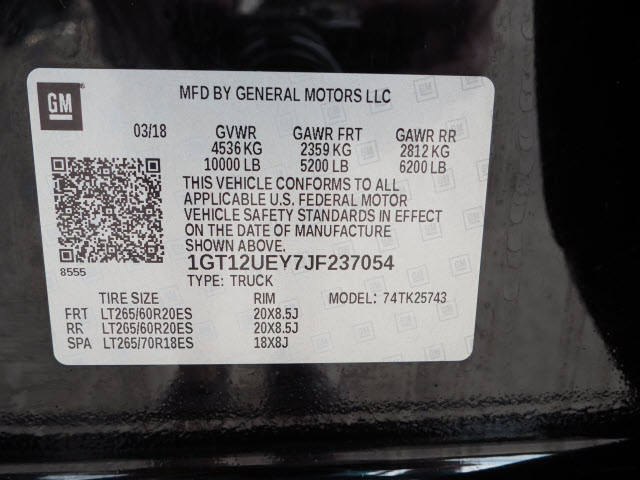 GM
MFD BY GENERAL MOTORS LLC
03/18 GVWR GAWR FRT GAWR RR
4536 KG 2359 KG 2812 KG
10000 LB 5200 LB 6200 LB
THIS VEHICLE CONFORMS TO ALL
APPLICABLE U.S. FEDERAL MOTOR
VEHICLE SAFETY STANDARDS IN EFFECT
ON THE DATE OF MANUFACTURE
SHOWN ABOVE.
8555 1GT12UEY7JF237054
TYPE: TRUCK
TIRE SIZE RIM MODEL: 74TK25743
FRT LT265/60R20ES 20X8.5J
RR LT265/60R20ES 20X8.5J
SPA LT265/70R18ES 18X8J